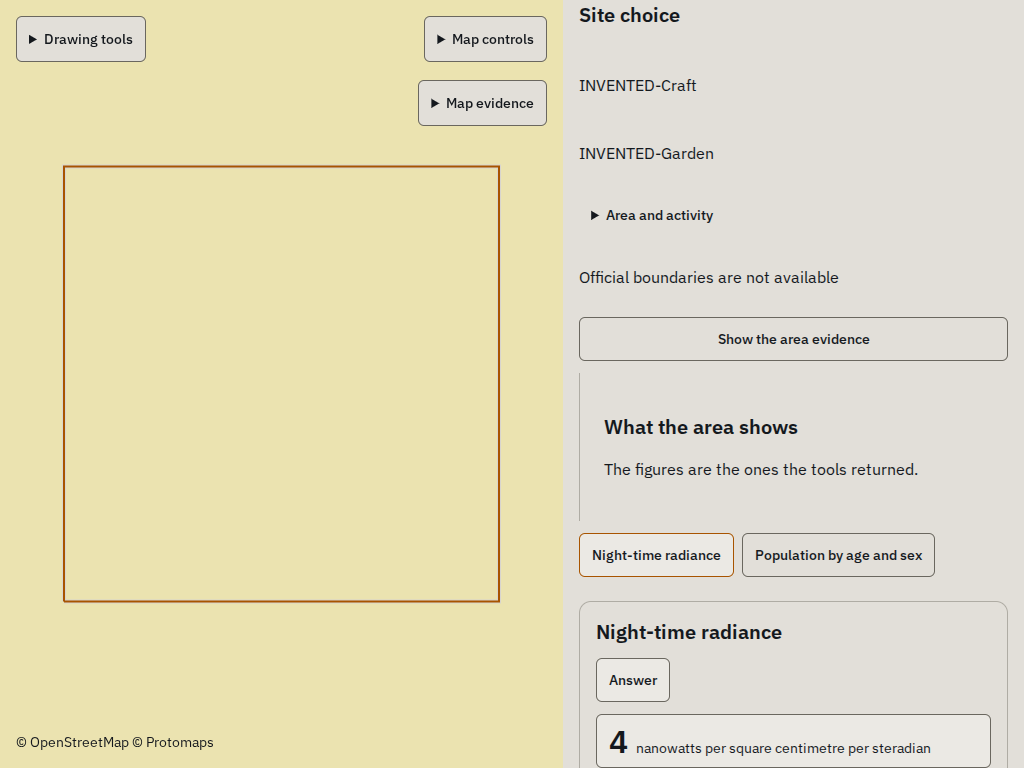 Drawing tools
Map controls
Map evidence
© OpenStreetMap © Protomaps
Site choice
INVENTED-Craft
INVENTED-Garden
Area and activity
Official boundaries are not available
Show the area evidence
What the area shows
The figures are the ones the tools returned.
Night-time radiance
Population by age and sex
Night-time radiance
Answer
4 nanowatts per square centimetre per steradian